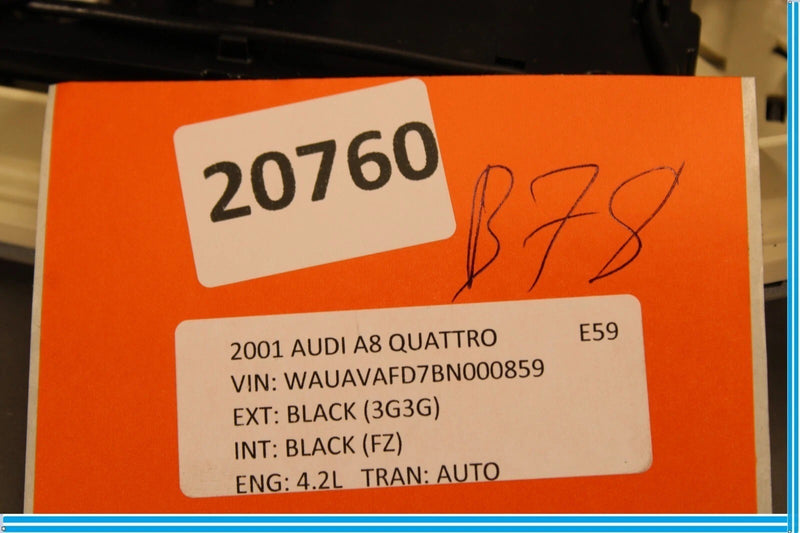 20760
B78
2001 AUDI A8 QUATTRO E59
VIN: WAUAVAFD7BN000859
EXT: BLACK (3G3G)
INT: BLACK (FZ)
ENG: 4.2L TRAN: AUTO